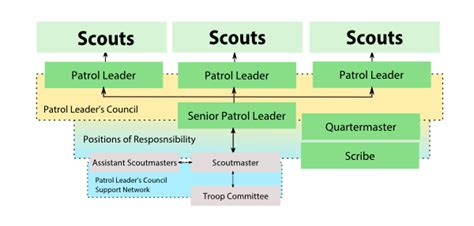 Scouts Scouts Scouts
Patrol Leader Patrol Leader Patrol Leader
Patrol Leader's Council
Senior Patrol Leader
Quartermaster
Positions of Resposnsibility
Scribe
Assistant Scoutmasters Scoutmaster
Patrol Leader's Council
Support Network
Troop Committee